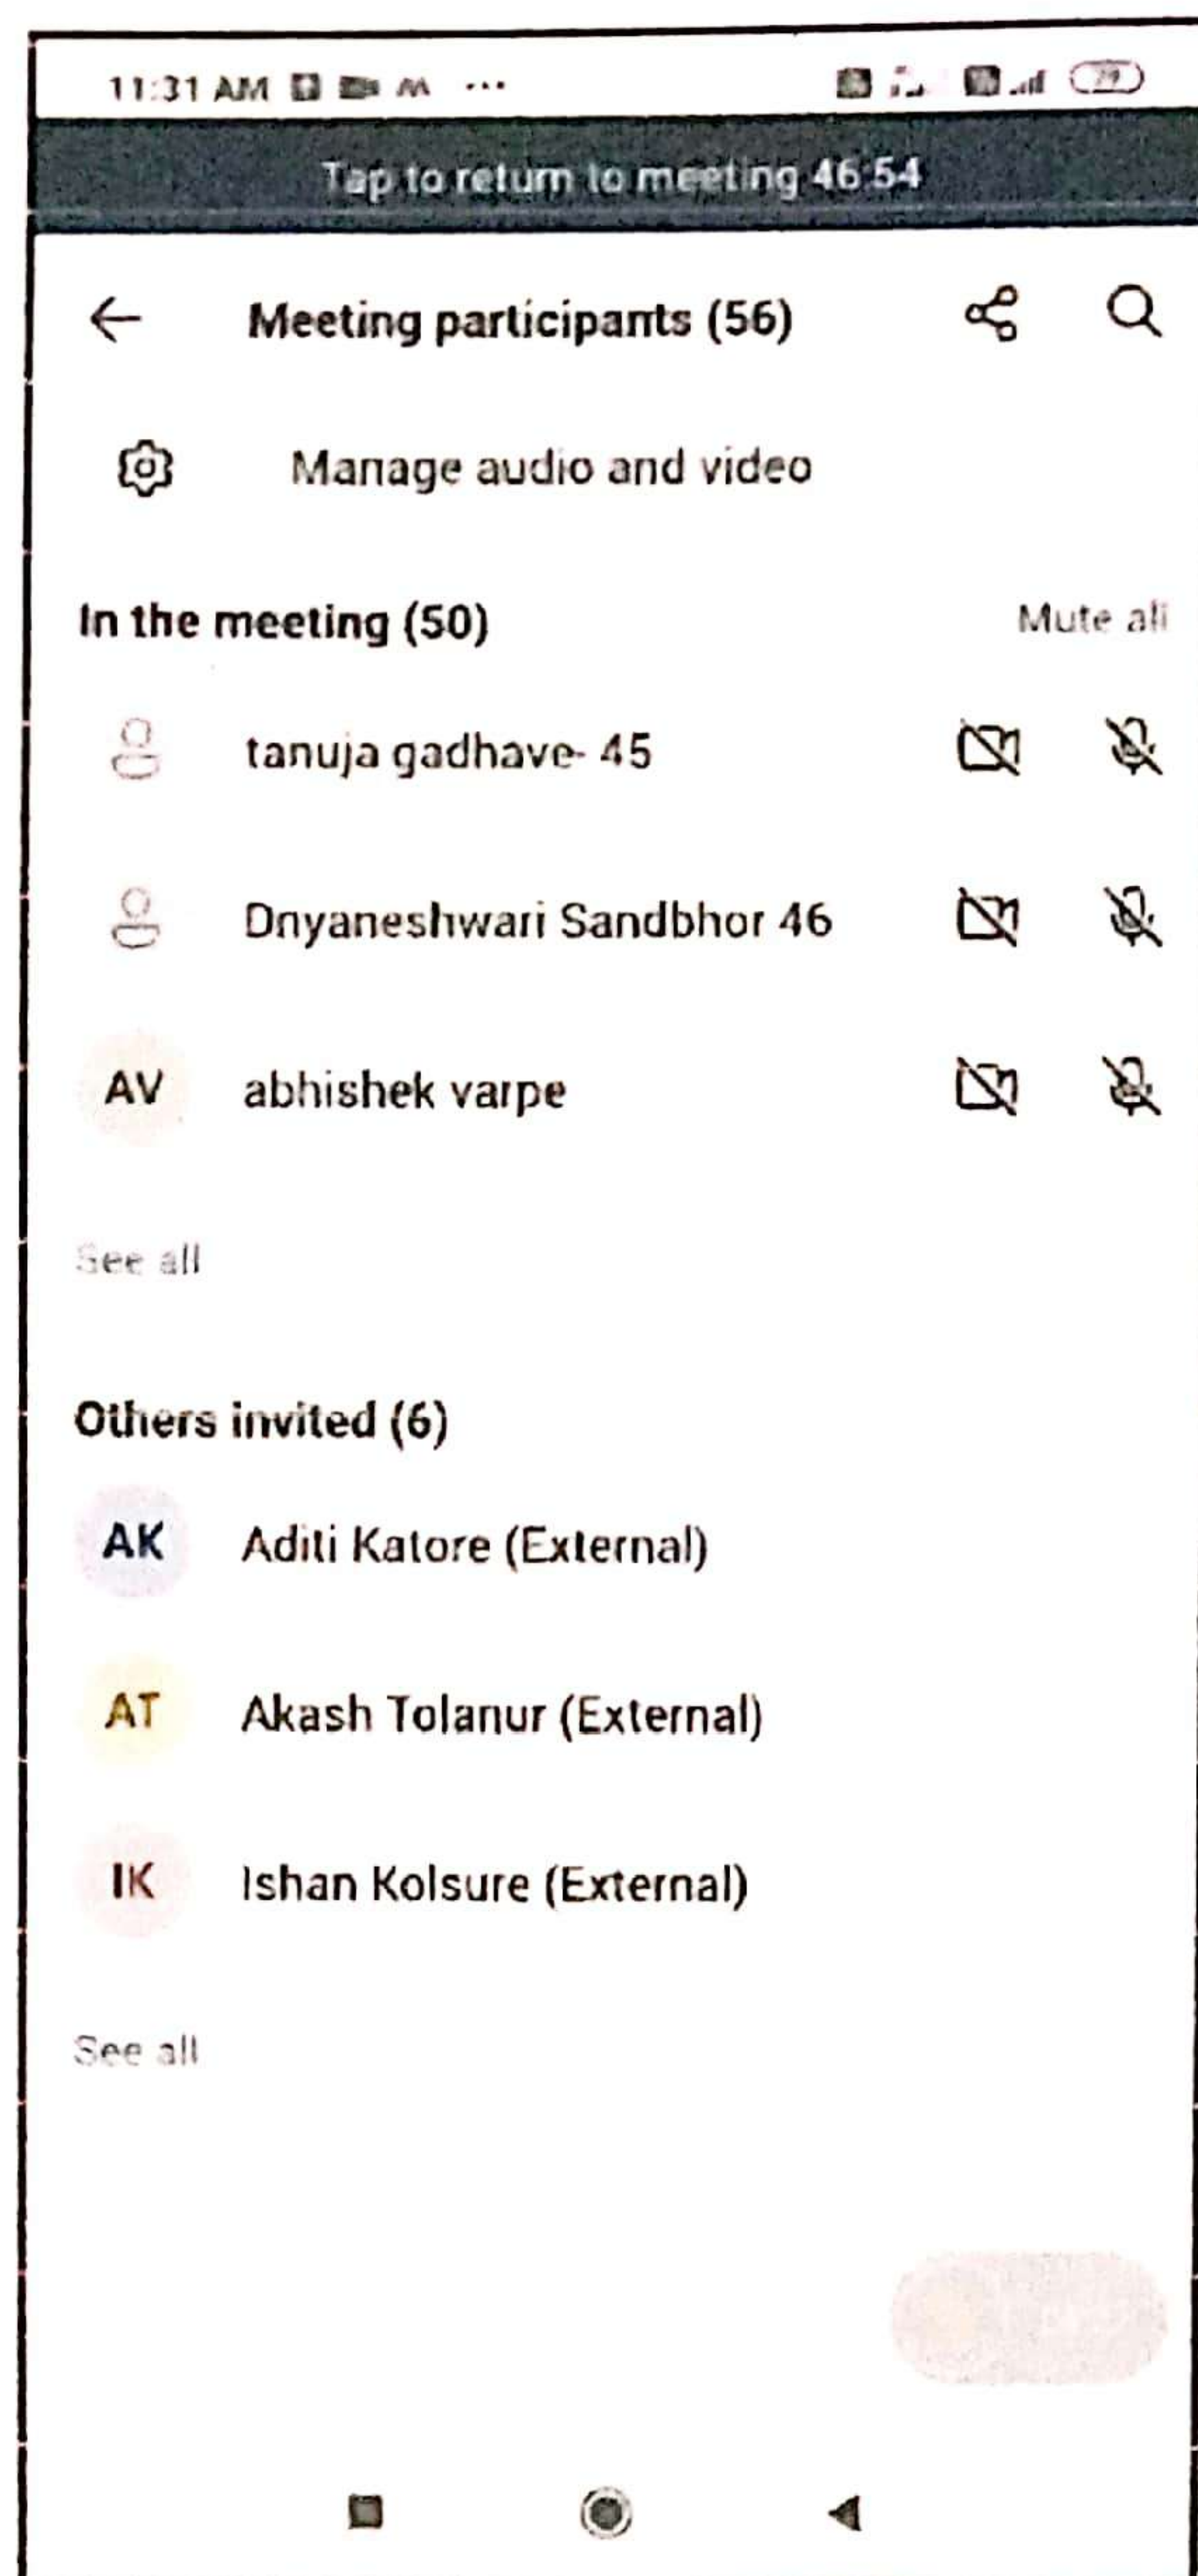 11:31 AM ...
Tap to return to meeting 46:54
Meeting participants (56)
Manage audio and video
In the meeting (50) Mute all
tanuja gadhave- 45
Dnyaneshwari Sandbhor 46
AV abhishek varpe
See all
Others invited (6)
AK Aditi Katore (External)
AT Akash Tolanur (External)
IK Ishan Kolsure (External)
See all